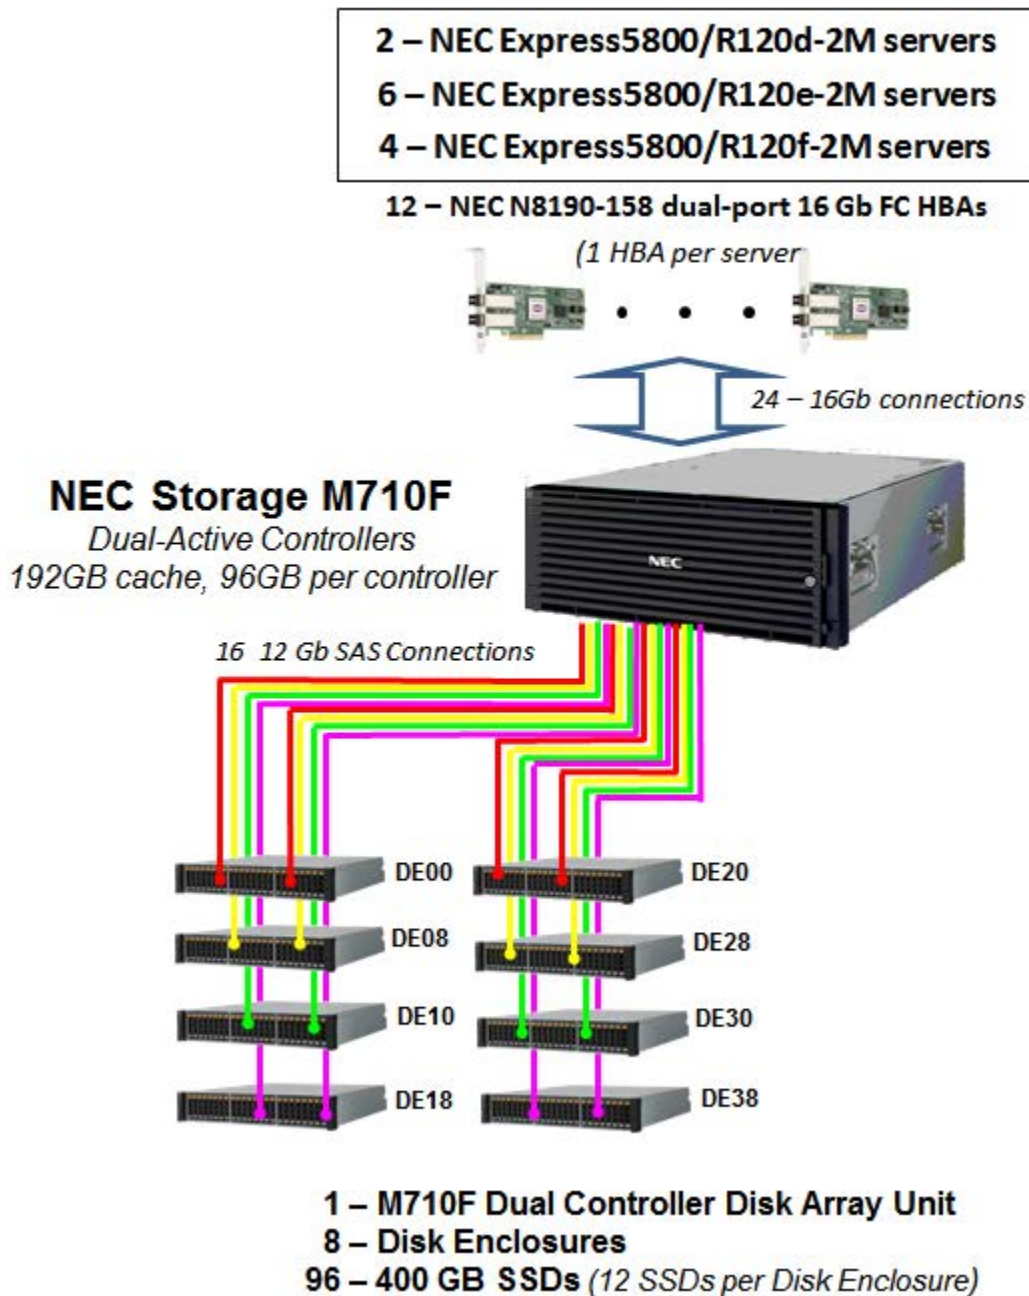 2 – NEC Express5800/R120d-2M servers
6 – NEC Express5800/R120e-2M servers
4 – NEC Express5800/R120f-2M servers
12 – NEC N8190-158 dual-port 16 Gb FC HBAs
(1 HBA per server
24 – 16Gb connections
NEC Storage M710F
Dual-Active Controllers
192GB cache, 96GB per controller
NEC
16 12 Gb SAS Connections
DE00
DE20
DE08
DE28
DE10
DE30
DE18
DE38
1 – M710F Dual Controller Disk Array Unit
8 – Disk Enclosures
96 – 400 GB SSDs (12 SSDs per Disk Enclosure)